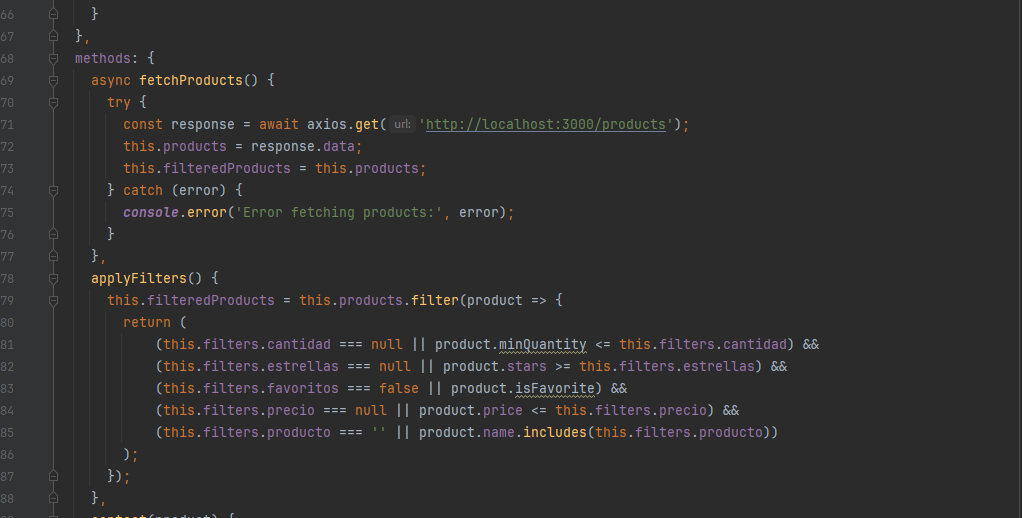 66 }
67 },
68 methods: {
69 async fetchProducts() {
70 try {
71 const response = await axios.get( url: 'http://localhost:3000/products');
72 this.products = response.data;
73 this.filteredProducts = this.products;
74 } catch (error) {
75 console.error('Error fetching products:', error);
76 }
77 },
78 applyFilters() {
79 this.filteredProducts = this.products.filter(product => {
80 return (
81 (this.filters.cantidad === null || product.minQuantity <= this.filters.cantidad) &&
82 (this.filters.estrellas === null || product.stars >= this.filters.estrellas) &&
83 (this.filters.favoritos === false || product.isFavorite) &&
84 (this.filters.precio === null || product.price <= this.filters.precio) &&
85 (this.filters.producto === '' || product.name.includes(this.filters.producto))
86 );
87 });
88 },